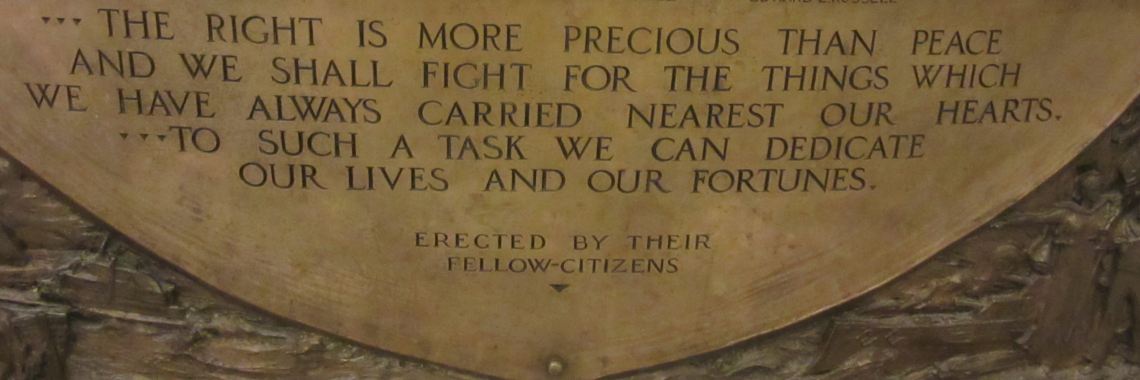 ▾▾▾ THE RIGHT IS MORE PRECIOUS THAN PEACE
AND WE SHALL FIGHT FOR THE THINGS WHICH
WE HAVE ALWAYS CARRIED NEAREST OUR HEARTS.
▾▾▾TO SUCH A TASK WE CAN DEDICATE
OUR LIVES AND OUR FORTUNES.
ERECTED BY THEIR
FELLOW-CITIZENS